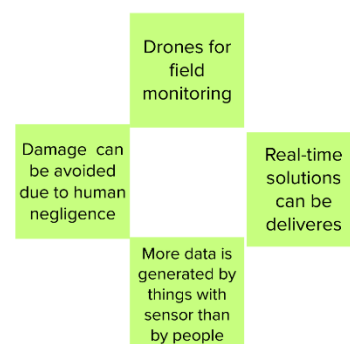 Drones for
field
monitoring
Damage can
be avoided
due to human
negligence
Real-time
solutions
can be
deliveres
More data is
generated by
things with
sensor than
by people